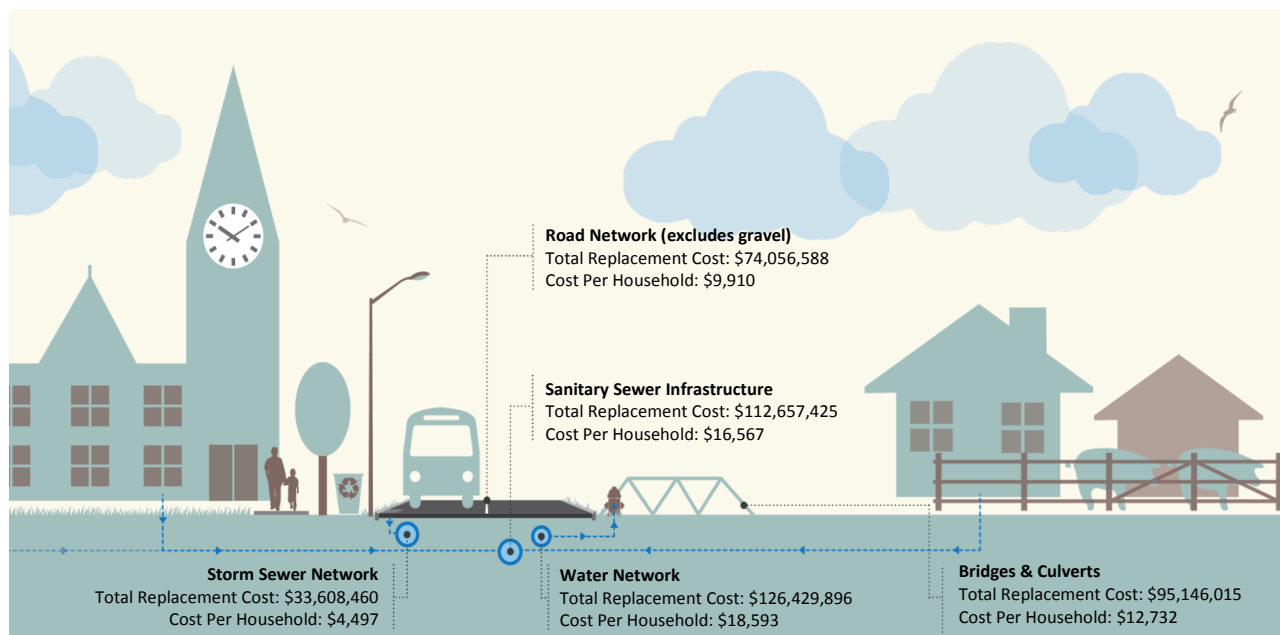 Road Network (excludes gravel)
Total Replacement Cost: $74,056,588
Cost Per Household: $9,910
Sanitary Sewer Infrastructure
Total Replacement Cost: $112,657,425
Cost Per Household: $16,567
Storm Sewer Network
Total Replacement Cost: $33,608,460
Cost Per Household: $4,497
Water Network
Total Replacement Cost: $126,429,896
Cost Per Household: $18,593
Bridges & Culverts
Total Replacement Cost: $95,146,015
Cost Per Household: $12,732